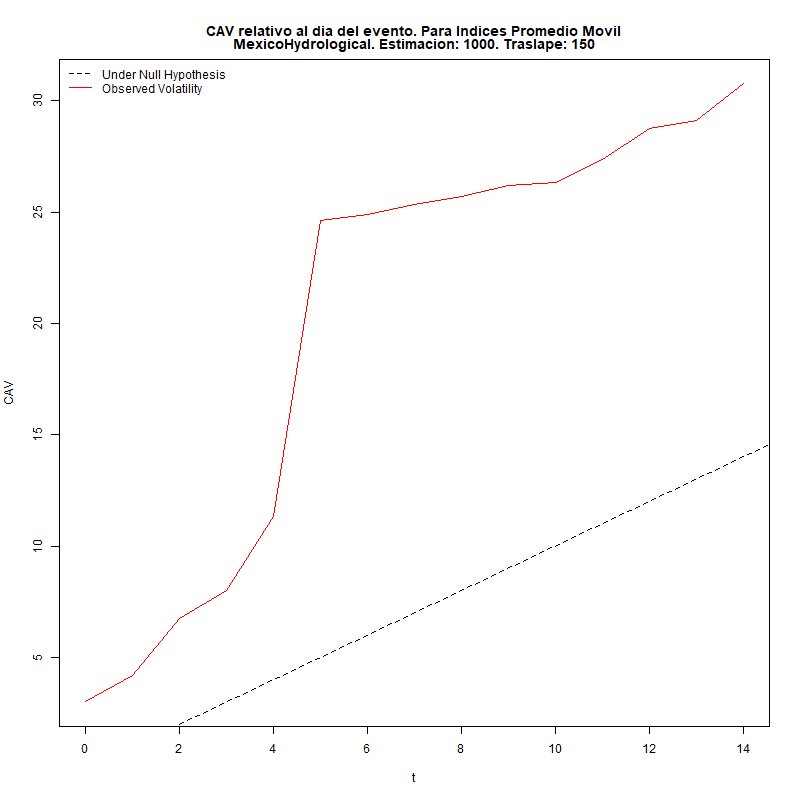 CAV relativo al dia del evento. Para Indices Promedio Movil
MexicoHydrological. Estimacion: 1000. Traslape: 150
Under Null Hypothesis
Observed Volatility
30
25
20
15
10
5
CAV
0 2 4 6 8 10 12 14
t